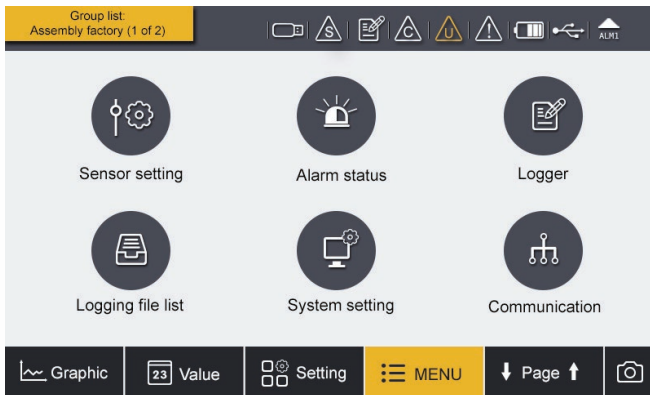 Group list:
Assembly factory (1 of 2)
S
C
U
ALM1
Sensor setting
Alarm status
Logger
Logging file list
System setting
Communication
Graphic
23 Value
Setting
MENU
Page